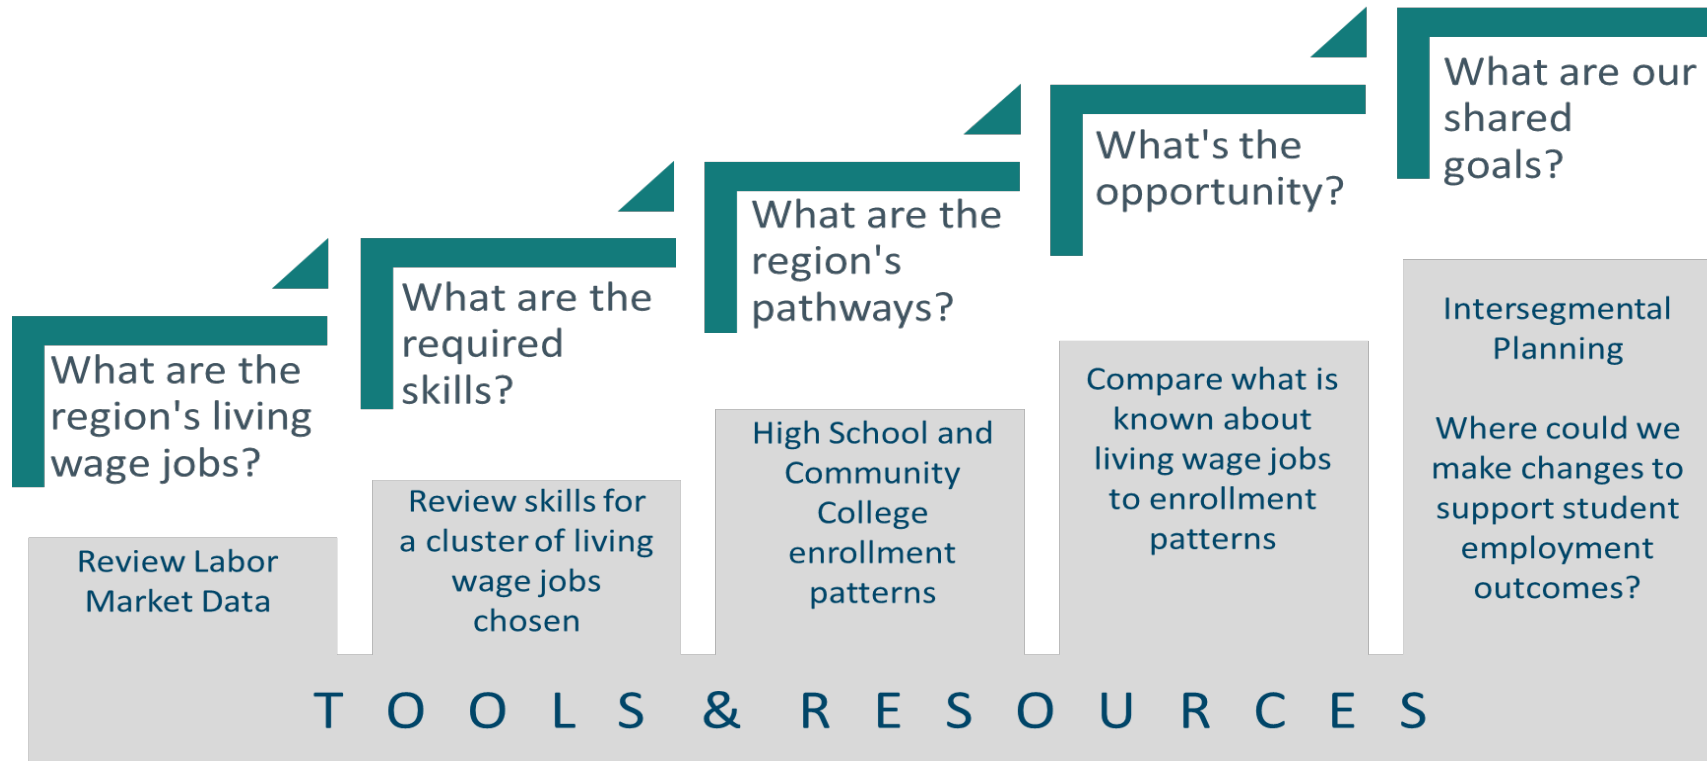 What are the
region's living
wage jobs?
What are the
required
skills?
What are the
region's
pathways?
What's the
opportunity?
What are our
shared
goals?
Review Labor
Market Data
Review skills for
a cluster of living
wage jobs
chosen
High School and
Community
College
enrollment
patterns
Compare what is
known about
living wage jobs
to enrollment
patterns
Intersegmental
Planning
Where could we
make changes to
support student
employment
outcomes?
TOOLS & RESOURCES